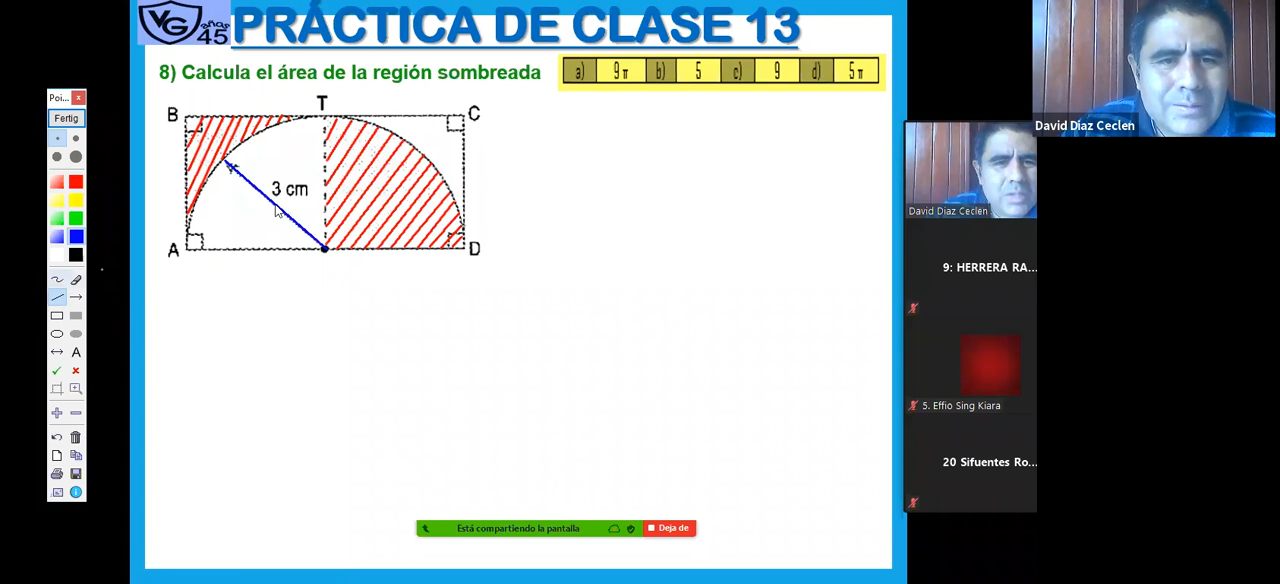 VG
años
45
PRÁCTICA DE CLASE 13
8) Calcula el área de la región sombreada
a) 9π b) 5 c) 9 d) 5π
Poi... x
Fertig
B T C
3 cm
A D
A
Está compartiendo la pantalla Deja de
David Diaz Ceclen
David Diaz Ceclen
9: HERRERA RA...
5. Effio Sing Kiara
20 Sifuentes Ro...